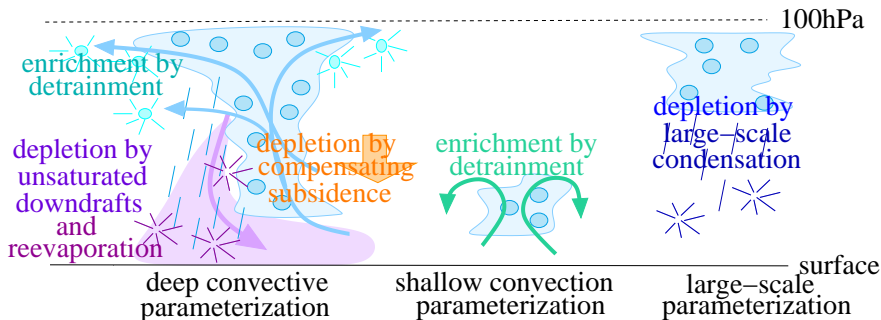 100hPa
enrichment by
detrainment
depletion by
unsaturated
downdrafts
and
reevaporation
depletion by
compensating
subsidence
enrichment by
detrainment
depletion by
large-scale
condensation
surface
deep convective
parameterization
shallow convection
parameterization
large-scale
parameterization